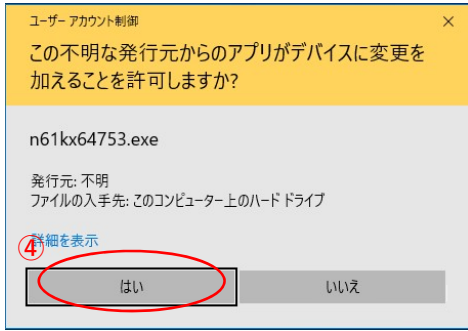 ユーザー アカウント制御
この不明な発行元からのアプリがデバイスに変更を
加えることを許可しますか?
n61kx64753.exe
発行元: 不明
ファイルの入手先: このコンピューター上のハード ドライブ
詳細を表示
④
はい
いいえ